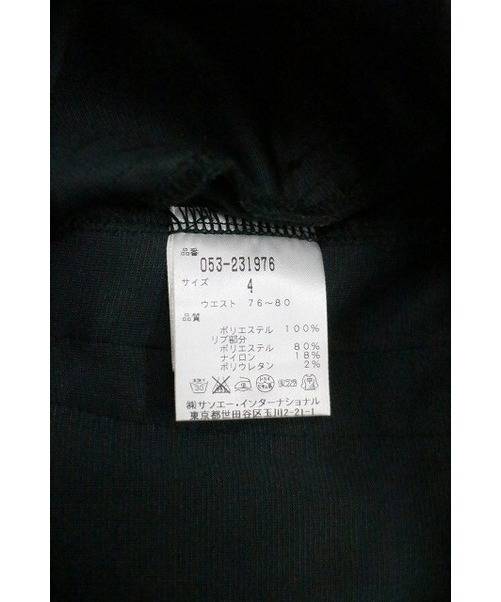 品番
053-231976
サイズ
4
ウエスト 76～80
品質
ポリエステル 100%
リブ部分
ポリエステル 80%
ナイロン 18%
ポリウレタン 2%
㈱サンエー・インターナショナル
東京都世田谷区玉川2-21-1